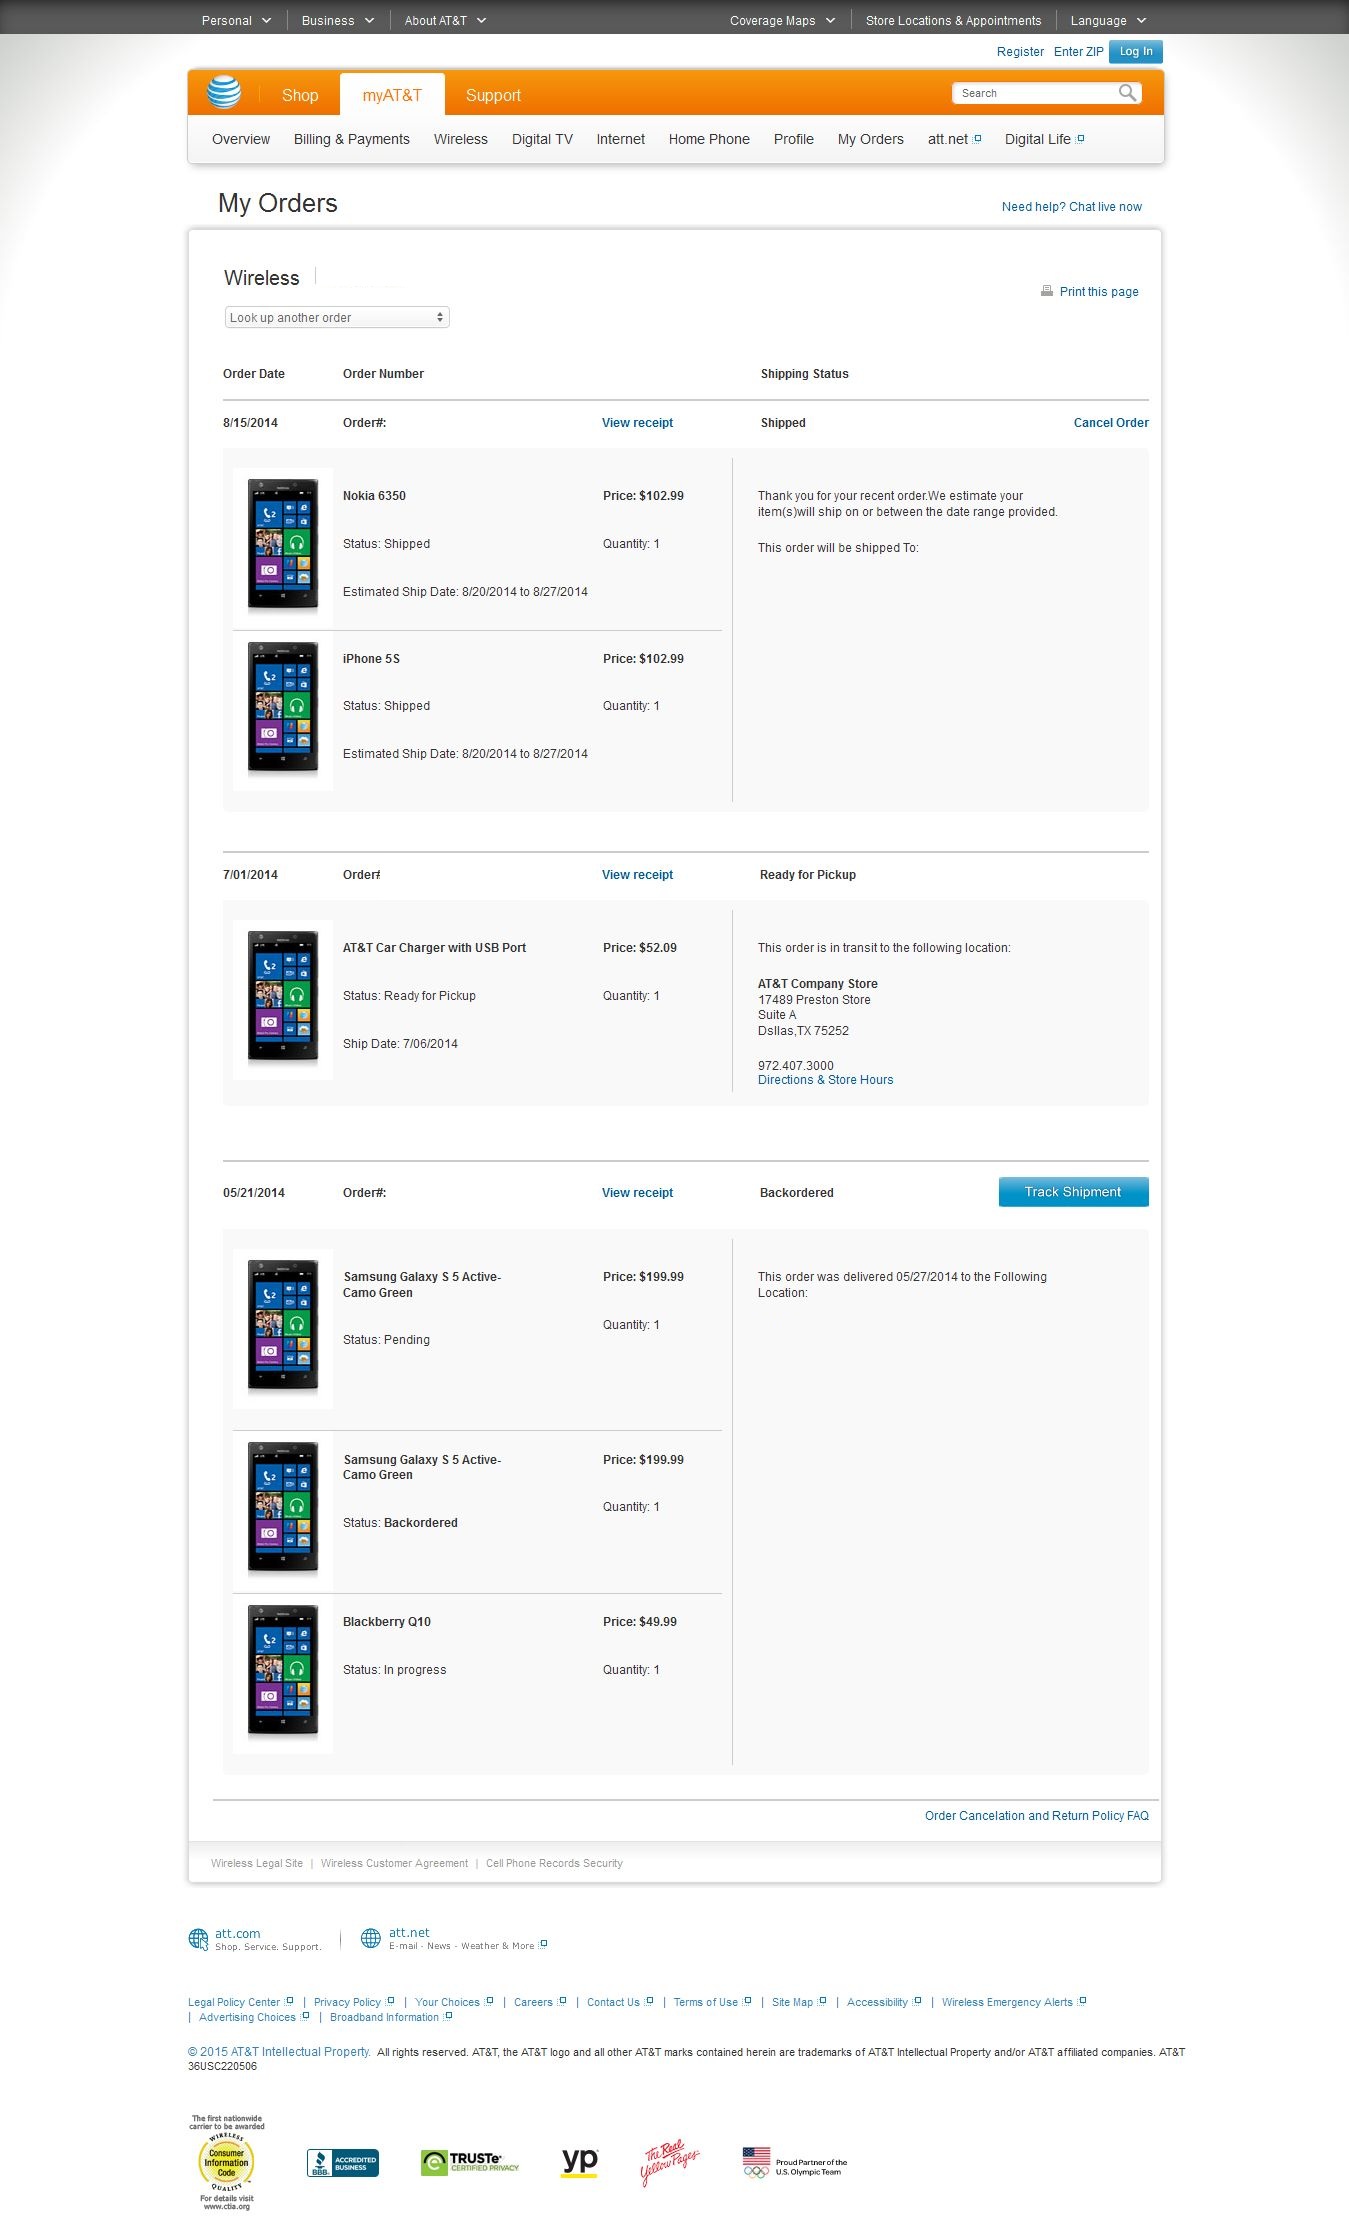 Personal Business About AT&T Coverage Maps Store Locations & Appointments Language
Register Enter ZIP Log In
Shop myAT&T Support Search
Overview Billing & Payments Wireless Digital TV Internet Home Phone Profile My Orders att.net Digital Life
My Orders Need help? Chat live now
Wireless
Print this page
Look up another order
Order Date Order Number Shipping Status
8/15/2014 Order#: View receipt Shipped Cancel Order
Nokia 6350 Price: $102.99 Thank you for your recent order.We estimate your
item(s)will ship on or between the date range provided.
Status: Shipped Quantity: 1 This order will be shipped To:
Estimated Ship Date: 8/20/2014 to 8/27/2014
iPhone 5S Price: $102.99
Status: Shipped Quantity: 1
Estimated Ship Date: 8/20/2014 to 8/27/2014
7/01/2014 Order# View receipt Ready for Pickup
AT&T Car Charger with USB Port Price: $52.09 This order is in transit to the following location:
AT&T Company Store
Status: Ready for Pickup Quantity: 1 17489 Preston Store
Suite A
Dsllas,TX 75252
Ship Date: 7/06/2014
972.407.3000
Directions & Store Hours
05/21/2014 Order#: View receipt Backordered Track Shipment
Samsung Galaxy S 5 Active- Price: $199.99 This order was delivered 05/27/2014 to the Following
Camo Green Location:
Quantity: 1
Status: Pending
Samsung Galaxy S 5 Active- Price: $199.99
Camo Green
Quantity: 1
Status: Backordered
Blackberry Q10 Price: $49.99
Status: In progress Quantity: 1
Order Cancelation and Return Policy FAQ
Wireless Legal Site | Wireless Customer Agreement | Cell Phone Records Security
att.com att.net
Shop. Service. Support. E-mail - News - Weather & More
Legal Policy Center | Privacy Policy | Your Choices | Careers | Contact Us | Terms of Use | Site Map | Accessibility | Wireless Emergency Alerts
| Advertising Choices | Broadband Information
© 2015 AT&T Intellectual Property. All rights reserved. AT&T, the AT&T logo and all other AT&T marks contained herein are trademarks of AT&T Intellectual Property and/or AT&T affiliated companies. AT&T
36USC220506
The first nationwide
carrier to be awarded
WIRELESS
Consumer
Information
Code
QUALITY
For details visit
www.ctia.org
BBB. ACCREDITED
BUSINESS
TRUSTe
CERTIFIED PRIVACY
yp
The Real
Yellow Pages
Proud Partner of the
U.S. Olympic Team